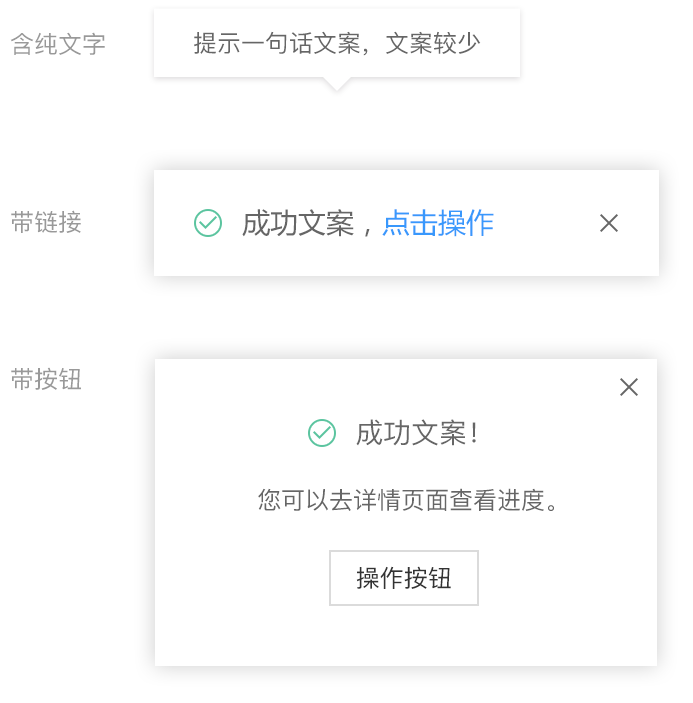 含纯文字
提示一句话文案，文案较少
带链接
成功文案，点击操作
带按钮
成功文案！
您可以去详情页面查看进度。
操作按钮